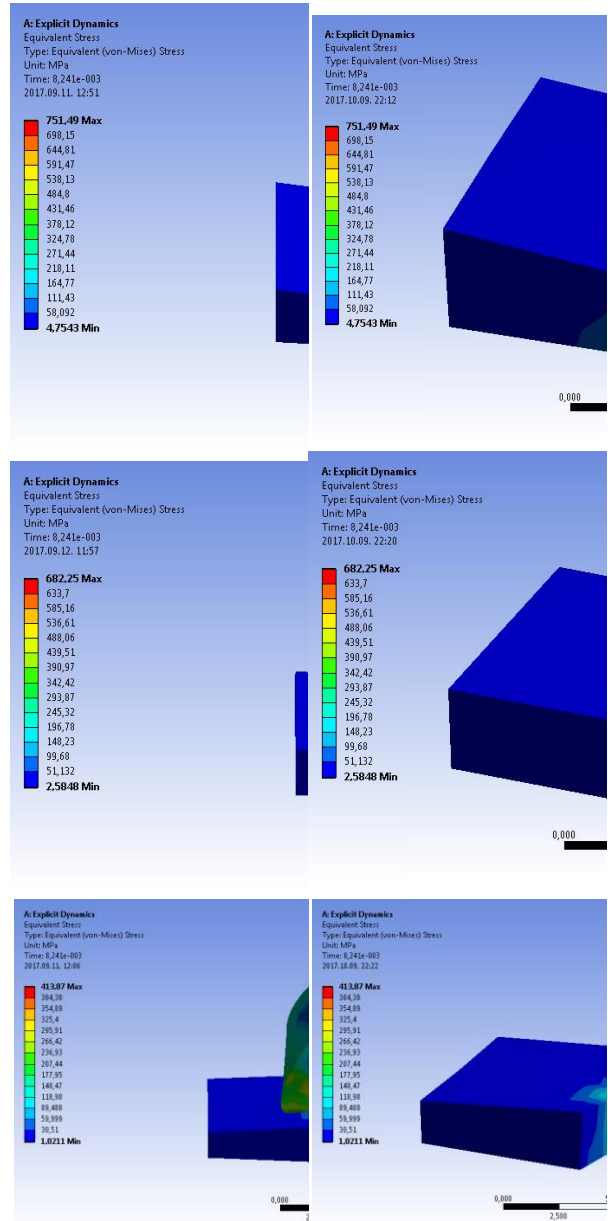 A: Explicit Dynamics
Equivalent Stress
Type: Equivalent (von-Mises) Stress
Unit: MPa
Time: 8,241e-003
2017.09.11. 12:51
751,49 Max
698,15
644,81
591,47
538,13
484,8
431,46
378,12
324,78
271,44
218,11
164,77
111,43
58,092
4,7543 Min
A: Explicit Dynamics
Equivalent Stress
Type: Equivalent (von-Mises) Stress
Unit: MPa
Time: 8,241e-003
2017.10.09. 22:12
751,49 Max
698,15
644,81
591,47
538,13
484,8
431,46
378,12
324,78
271,44
218,11
164,77
111,43
58,092
4,7543 Min
0,000
A: Explicit Dynamics
Equivalent Stress
Type: Equivalent (von-Mises) Stress
Unit: MPa
Time: 8,241e-003
2017.09.12. 11:57
682,25 Max
633,7
585,16
536,61
488,06
439,51
390,97
342,42
293,87
245,32
196,78
148,23
99,68
51,132
2,5848 Min
A: Explicit Dynamics
Equivalent Stress
Type: Equivalent (von-Mises) Stress
Unit: MPa
Time: 8,241e-003
2017.10.09. 22:20
682,25 Max
633,7
585,16
536,61
488,06
439,51
390,97
342,42
293,87
245,32
196,78
148,23
99,68
51,132
2,5848 Min
0,000
A: Explicit Dynamics
Equivalent Stress
Type: Equivalent (von-Mises) Stress
Unit: MPa
Time: 8,241e-003
2017.09.11. 12:06
413,87 Max
384,38
354,89
325,4
295,91
266,42
236,93
207,44
177,95
148,47
118,98
89,488
59,999
30,51
1,0211 Min
0,000
A: Explicit Dynamics
Equivalent Stress
Type: Equivalent (von-Mises) Stress
Unit: MPa
Time: 8,241e-003
2017.10.09. 22:22
413,87 Max
384,38
354,89
325,4
295,91
266,42
236,93
207,44
177,95
148,47
118,98
89,488
59,999
30,51
1,0211 Min
0,000
2,500